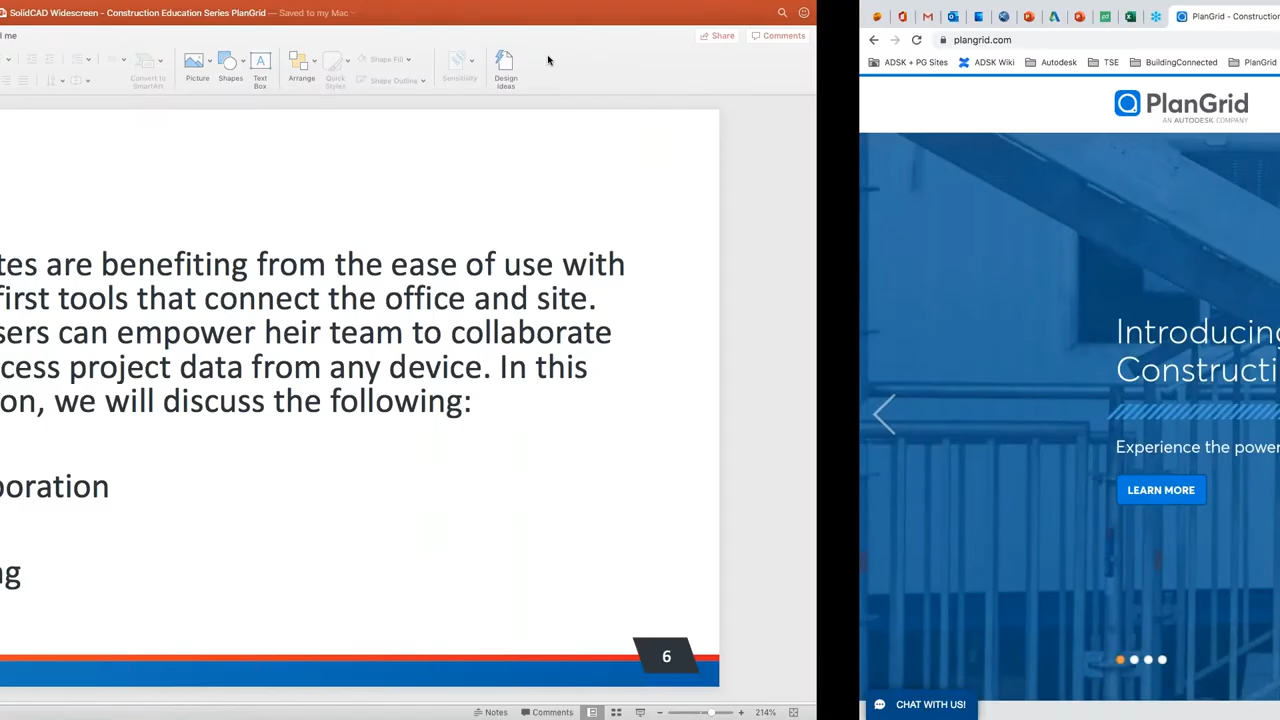 SolidCAD Widescreen - Construction Education Series PlanGrid — Saved to my Mac
l me
Share
Comments
Convert to
SmartArt
Picture
Shapes
Text
Box
Arrange
Quick
Styles
Shape Fill
Shape Outline
Sensitivity
Design
Ideas
tes are benefiting from the ease of use with
first tools that connect the office and site.
sers can empower heir team to collaborate
cess project data from any device. In this
on, we will discuss the following:
boration
ng
6
Notes
Comments
214%
PlanGrid - Construction
plangrid.com
ADSK + PG Sites
ADSK Wiki
Autodesk
TSE
BuildingConnected
PlanGrid
PlanGrid
AN AUTODESK COMPANY
Introducing
Constructi
Experience the power
LEARN MORE
CHAT WITH US!